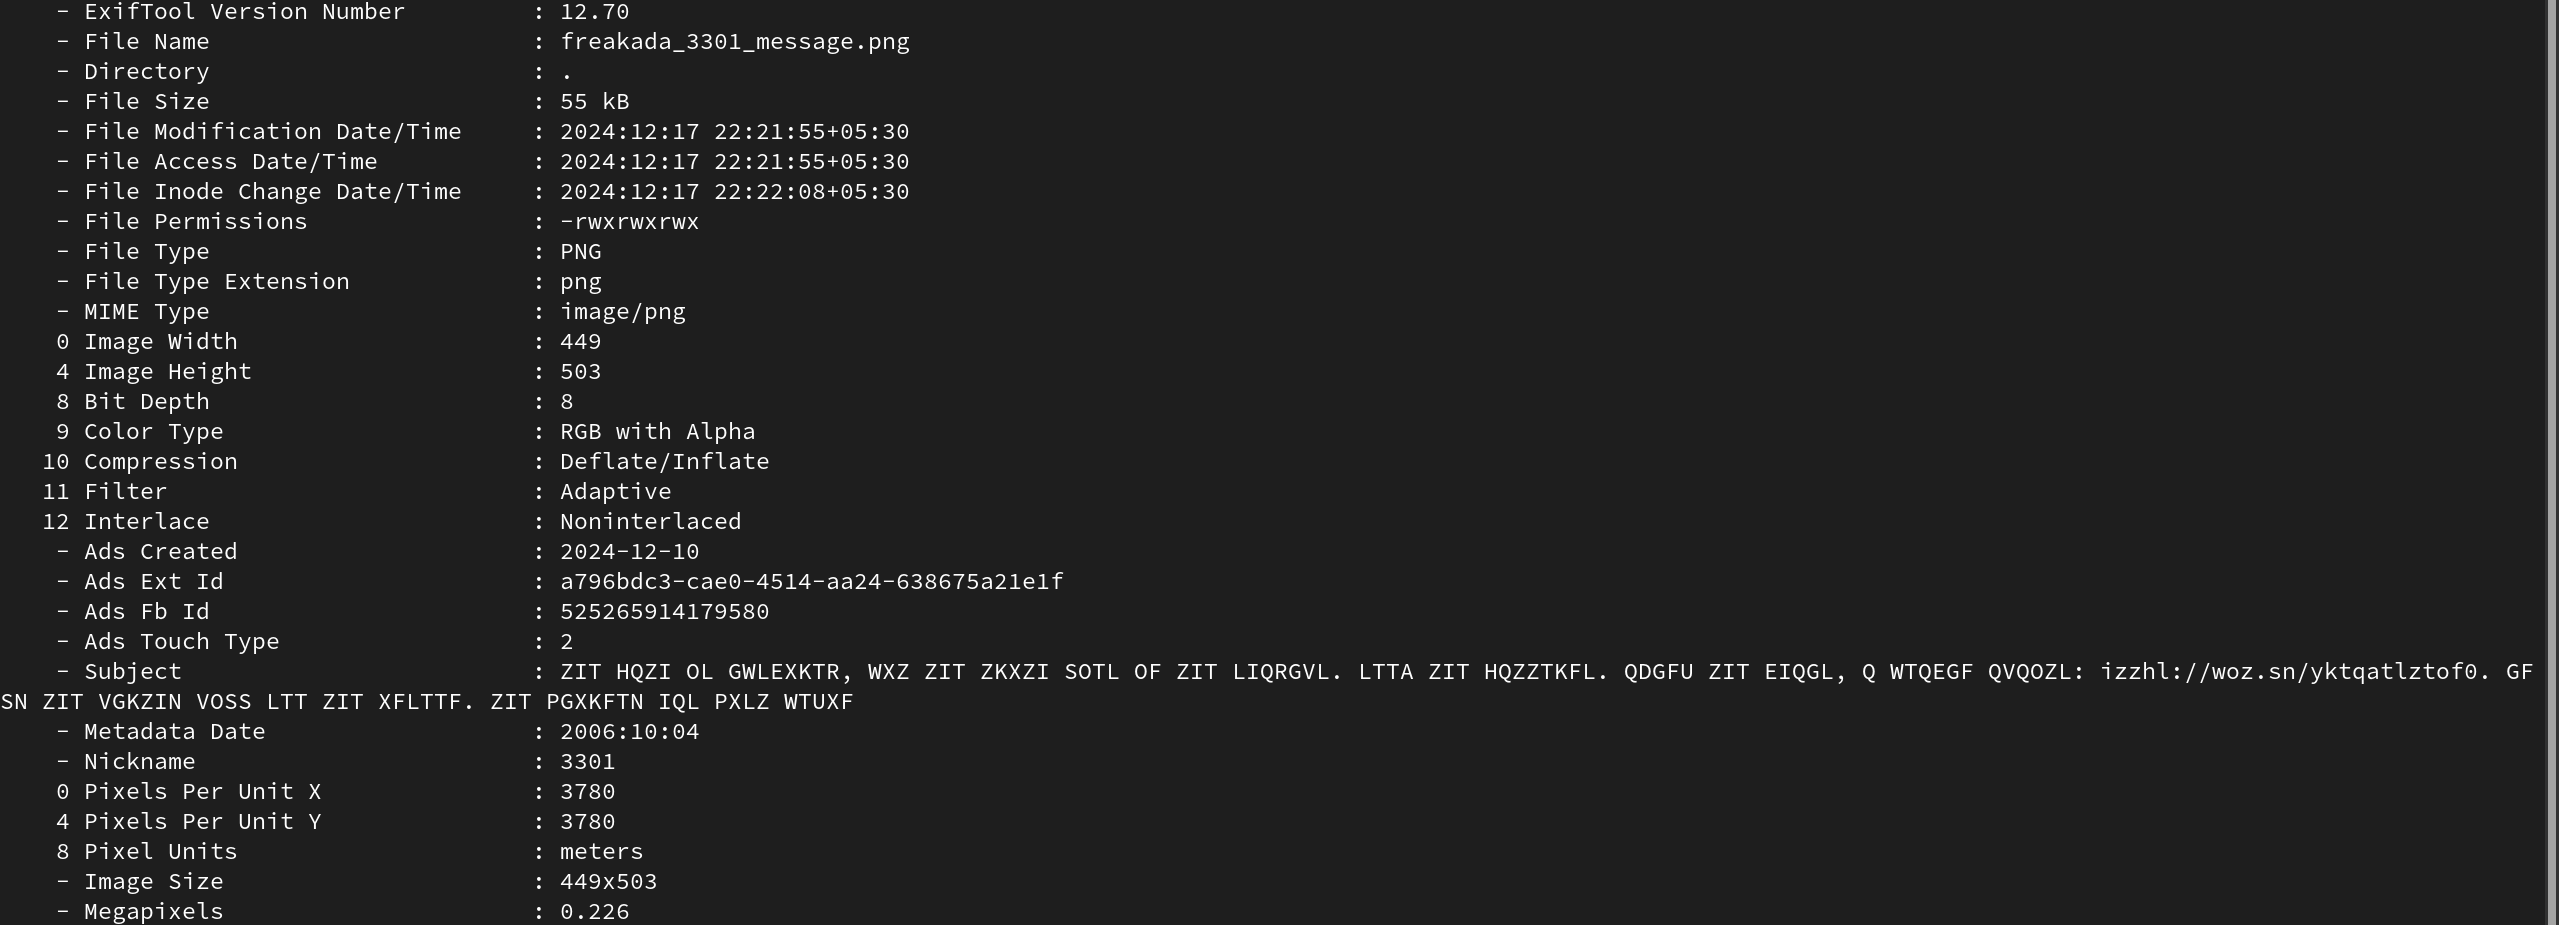 - ExifTool Version Number : 12.70
- File Name : freakada_3301_message.png
- Directory : .
- File Size : 55 kB
- File Modification Date/Time : 2024:12:17 22:21:55+05:30
- File Access Date/Time : 2024:12:17 22:21:55+05:30
- File Inode Change Date/Time : 2024:12:17 22:22:08+05:30
- File Permissions : -rwxrwxrwx
- File Type : PNG
- File Type Extension : png
- MIME Type : image/png
0 Image Width : 449
4 Image Height : 503
8 Bit Depth : 8
9 Color Type : RGB with Alpha
10 Compression : Deflate/Inflate
11 Filter : Adaptive
12 Interlace : Noninterlaced
- Ads Created : 2024-12-10
- Ads Ext Id : a796bdc3-cae0-4514-aa24-638675a21e1f
- Ads Fb Id : 525265914179580
- Ads Touch Type : 2
- Subject : ZIT HQZI OL GWLEXKTR, WXZ ZIT ZKXZI SOTL OF ZIT LIQRGVL. LTTA ZIT HQZZTKFL. QDGFU ZIT EIQGL, Q WTQEGF QVQOZL: izzhl://woz.sn/yktqatlztof0. GF
SN ZIT VGKZIN VOSS LTT ZIT XFLTTF. ZIT PGXKFTN IQL PXLZ WTUXF
- Metadata Date : 2006:10:04
- Nickname : 3301
0 Pixels Per Unit X : 3780
4 Pixels Per Unit Y : 3780
8 Pixel Units : meters
- Image Size : 449x503
- Megapixels : 0.226